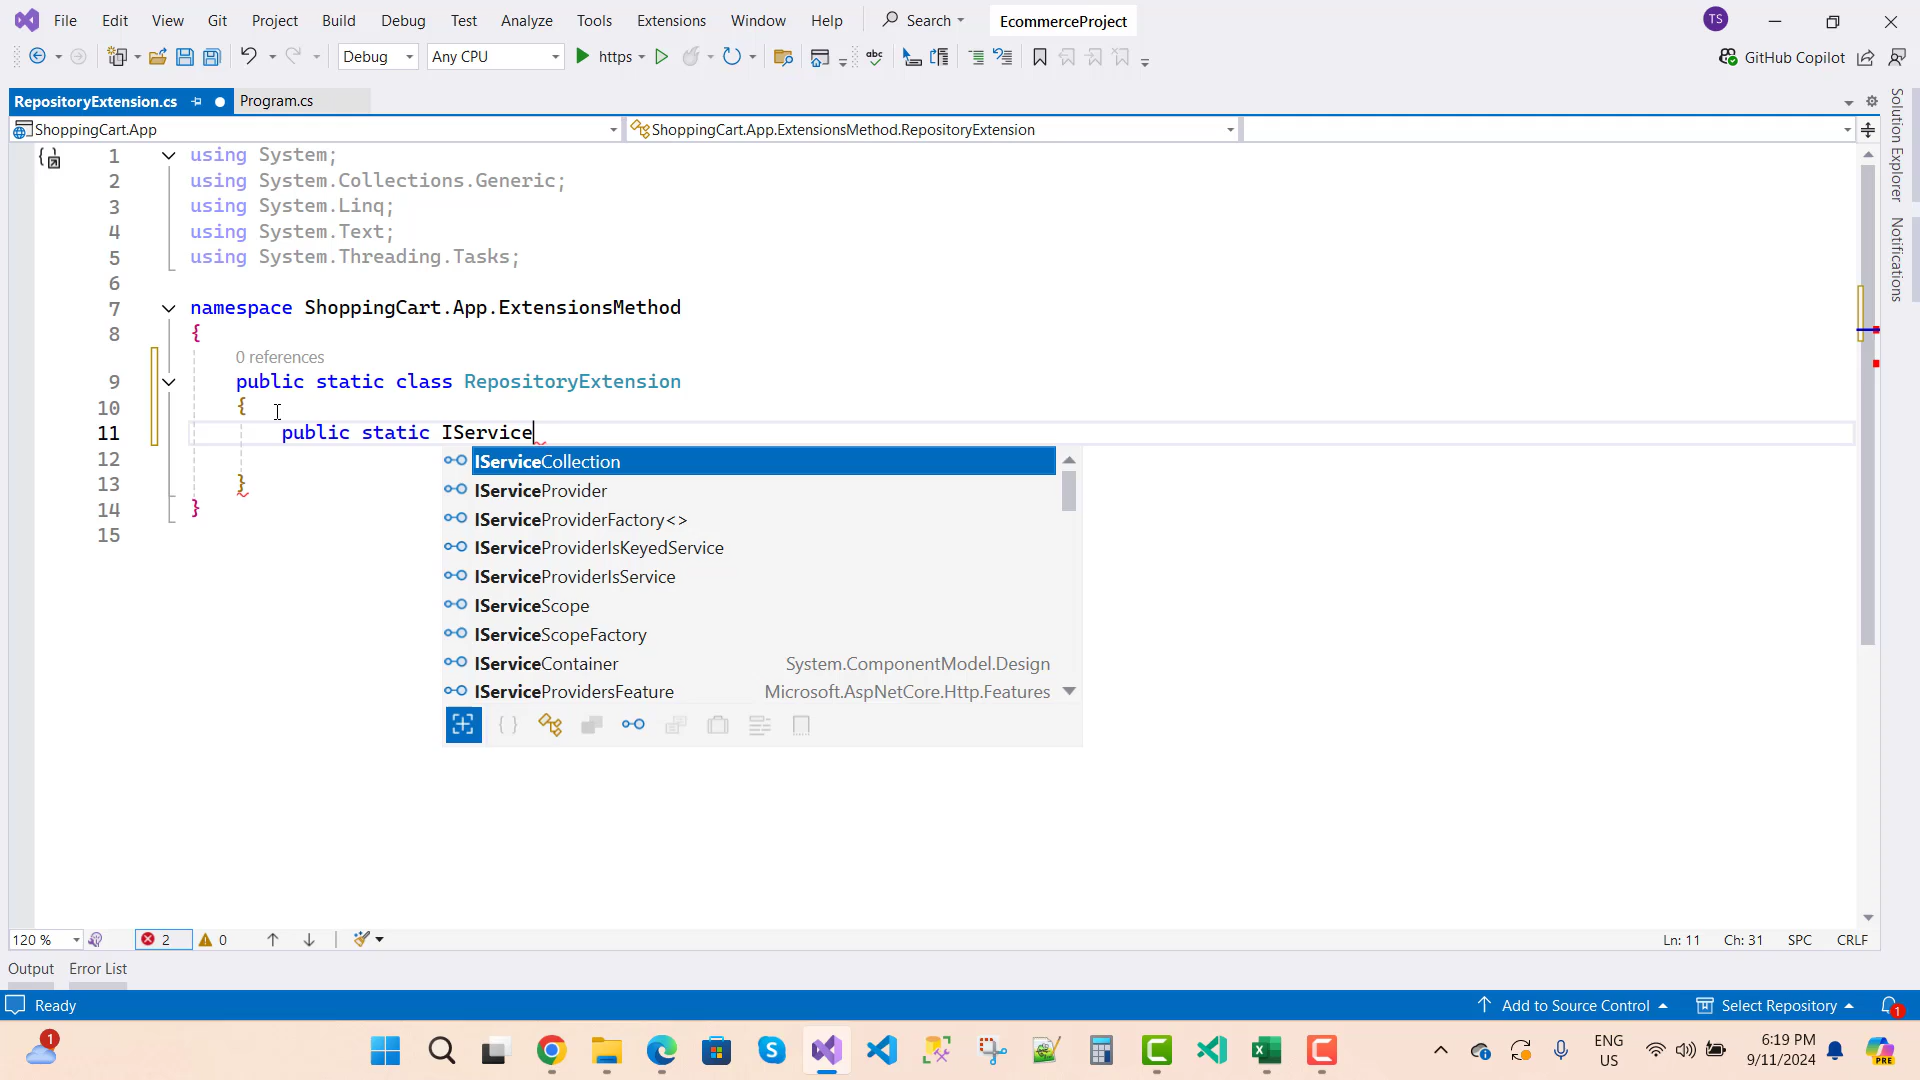 File Edit View Git Project Build Debug Test Analyze Tools Extensions Window Help Search EcommerceProject TS
Debug Any CPU https abc GitHub Copilot
RepositoryExtension.cs Program.cs
ShoppingCart.App ShoppingCart.App.ExtensionsMethod.RepositoryExtension
1 using System;
2 using System.Collections.Generic;
3 using System.Linq;
4 using System.Text;
5 using System.Threading.Tasks;
6
7 namespace ShoppingCart.App.ExtensionsMethod
8 {
0 references
9 public static class RepositoryExtension
10 {
11 public static IService
12
13 }
14 }
15
IServiceCollection
IServiceProvider
IServiceProviderFactory<>
IServiceProviderIsKeyedService
IServiceProviderIsService
IServiceScope
IServiceScopeFactory
IServiceContainer System.ComponentModel.Design
IServiceProvidersFeature Microsoft.AspNetCore.Http.Features
Solution Explorer
Notifications
120 % 2 0 Ln: 11 Ch: 31 SPC CRLF
Output Error List
Ready Add to Source Control Select Repository 1
1 ENG US 6:19 PM 9/11/2024 PRE